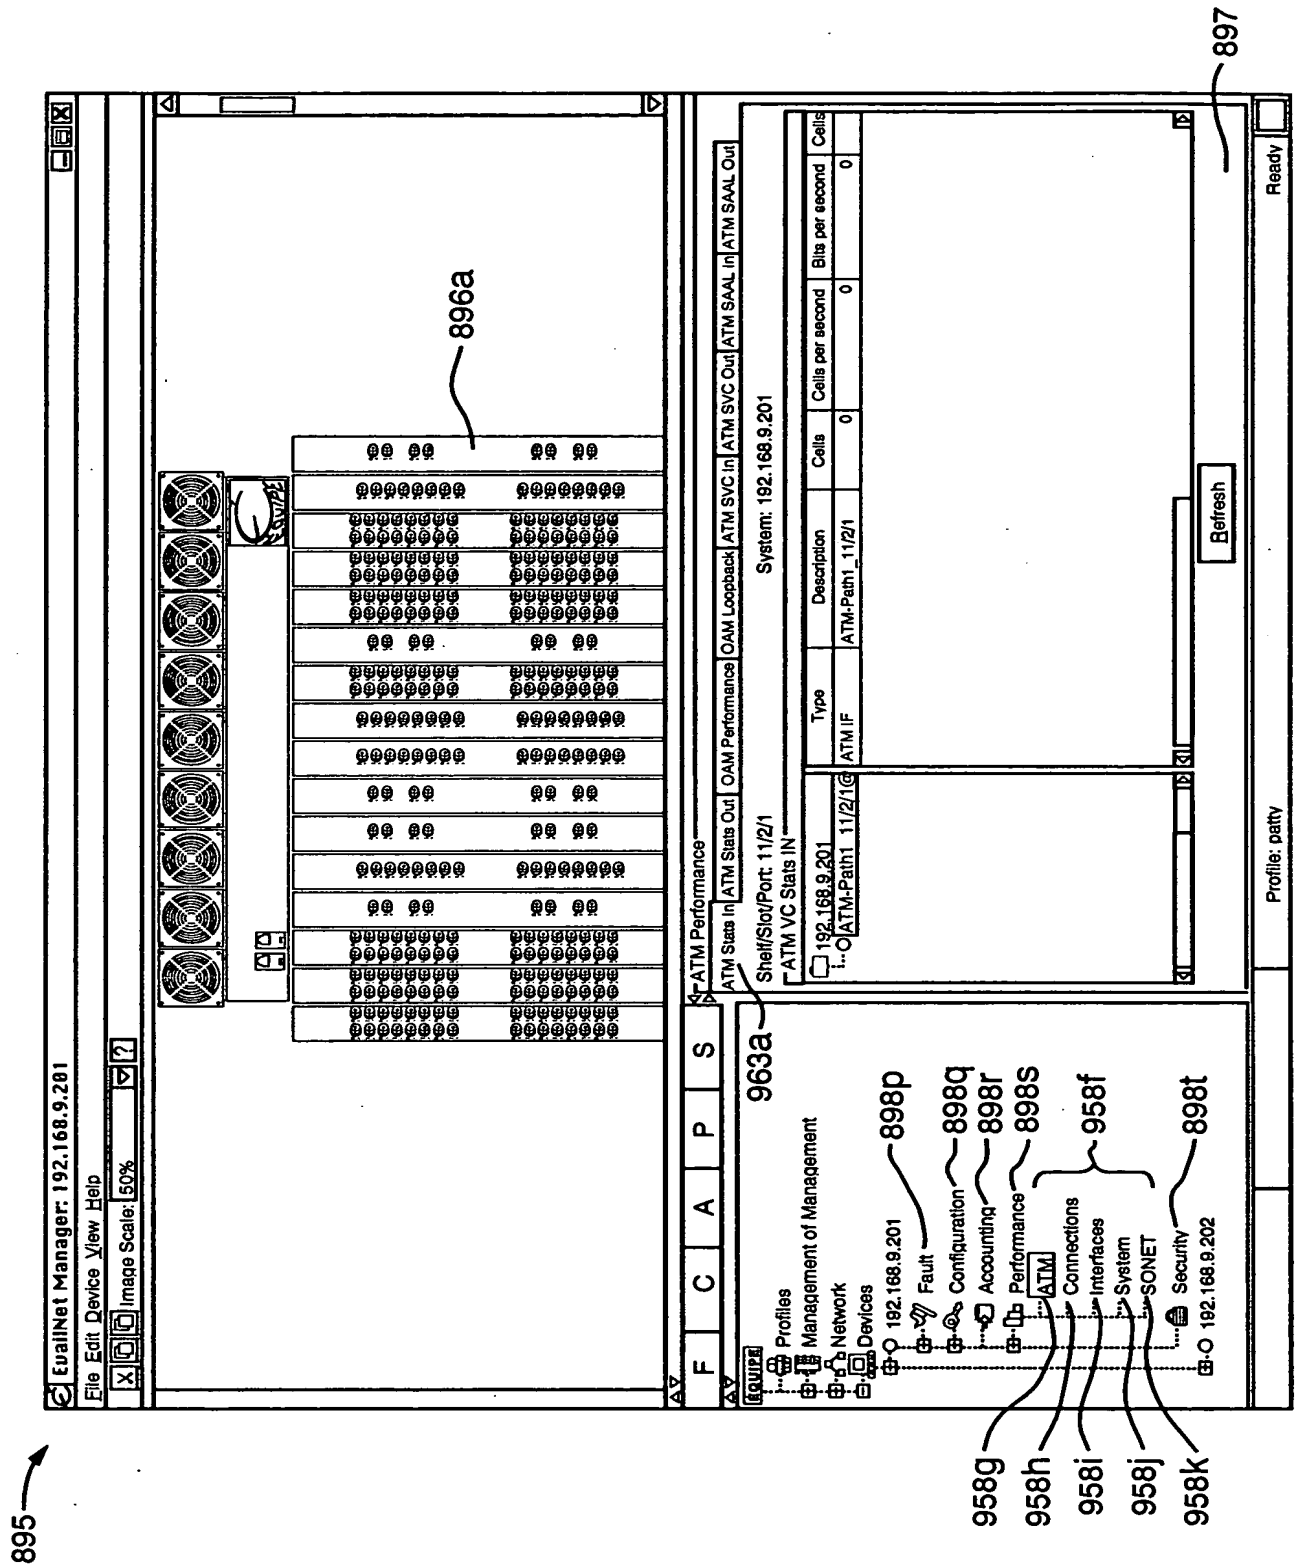 895
EualNet Manager: 192.168.9.201
File Edit Device View Help
Image Scale: 50% ?
896a
F C A P S
EQUIPE
Profiles
Management of Management
Network
Devices
192.168.9.201
Fault
Configuration
Accounting
Performance
ATM
Connections
Interfaces
System
SONET
Security
192.168.9.202
898p
898q
898r
898s
958f
898t
958g
958h
958i
958j
958k
963a
ATM Performance
ATM Stats In ATM Stats Out OAM Performance OAM Loopback ATM SVC In ATM SVC Out ATM SAAL In ATM SAAL Out
Shelf/Slot/Port: 11/2/1 System: 192.168.9.201
ATM VC Stats IN
192.168.9.201
ATM-Path1 11/2/1@
Type Description Cells Cells per second Bits per second Cells
ATM IF ATM-Path1_11/2/1 0 0 0
Refresh
897
Profile: patty Ready